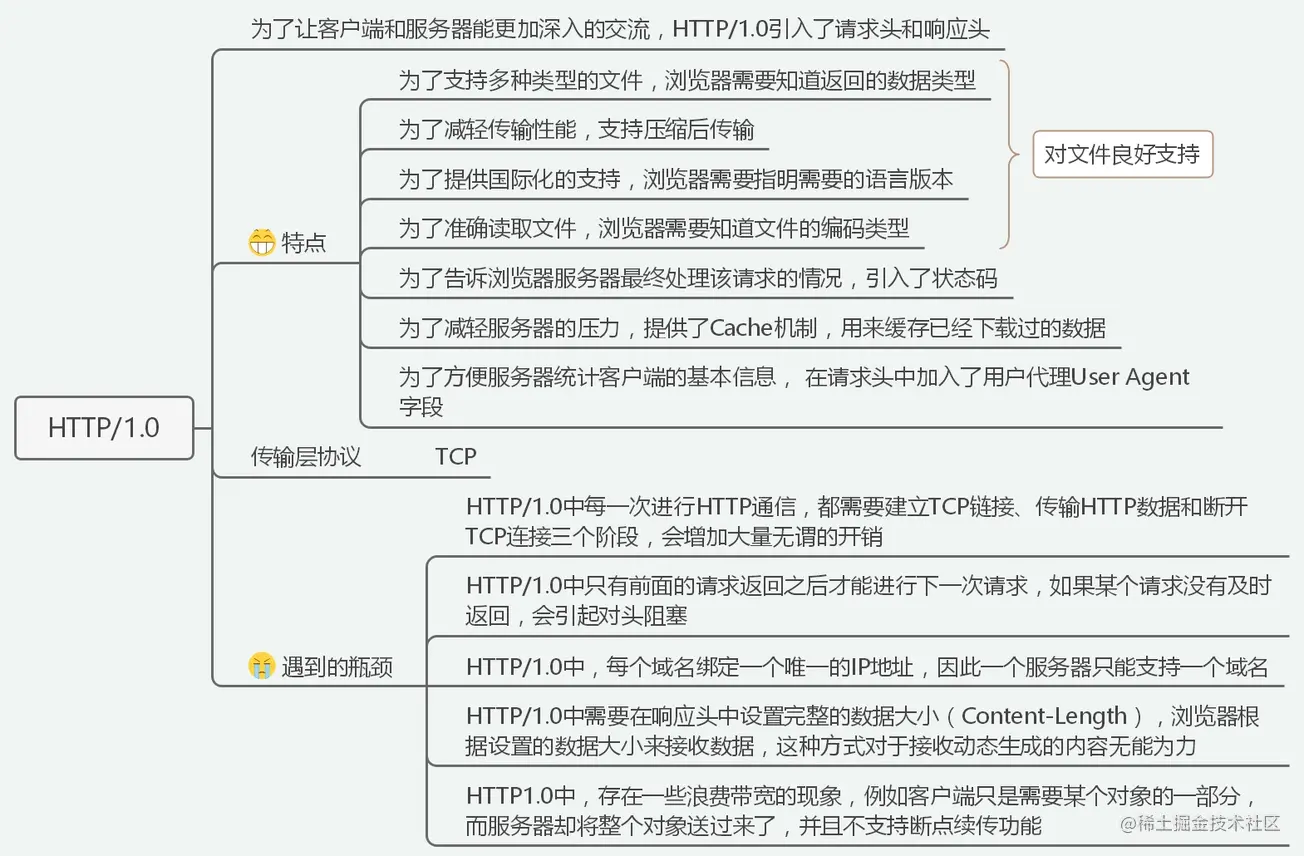 为了让客户端和服务器能更加深入的交流，HTTP/1.0引入了请求头和响应头
为了支持多种类型的文件，浏览器需要知道返回的数据类型
为了减轻传输性能，支持压缩后传输
对文件良好支持
为了提供国际化的支持，浏览器需要指明需要的语言版本
为了准确读取文件，浏览器需要知道文件的编码类型
特点
为了告诉浏览器服务器最终处理该请求的情况，引入了状态码
为了减轻服务器的压力，提供了Cache机制，用来缓存已经下载过的数据
为了方便服务器统计客户端的基本信息， 在请求头中加入了用户代理User Agent
字段
HTTP/1.0
传输层协议 TCP
HTTP/1.0中每一次进行HTTP通信，都需要建立TCP链接、传输HTTP数据和断开
TCP连接三个阶段，会增加大量无谓的开销
HTTP/1.0中只有前面的请求返回之后才能进行下一次请求，如果某个请求没有及时
返回，会引起对头阻塞
遇到的瓶颈
HTTP/1.0中，每个域名绑定一个唯一的IP地址，因此一个服务器只能支持一个域名
HTTP/1.0中需要在响应头中设置完整的数据大小（Content-Length），浏览器根
据设置的数据大小来接收数据，这种方式对于接收动态生成的内容无能为力
HTTP1.0中，存在一些浪费带宽的现象，例如客户端只是需要某个对象的一部分，
而服务器却将整个对象送过来了，并且不支持断点续传功能
@稀土掘金技术社区